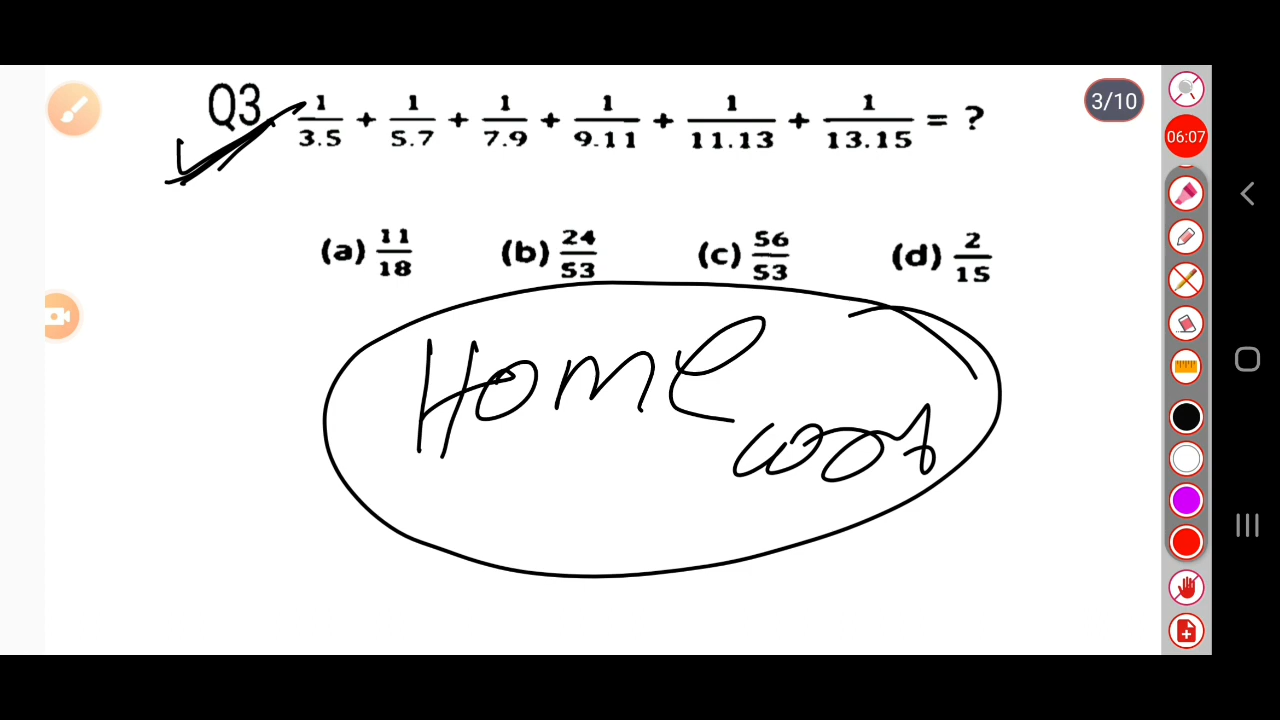 Q3 1/3.5 + 1/5.7 + 1/7.9 + 1/9.11 + 1/11.13 + 1/13.15 = ?
3/10
06:07
(a) 11/18 (b) 24/53 (c) 56/53 (d) 2/15
Home